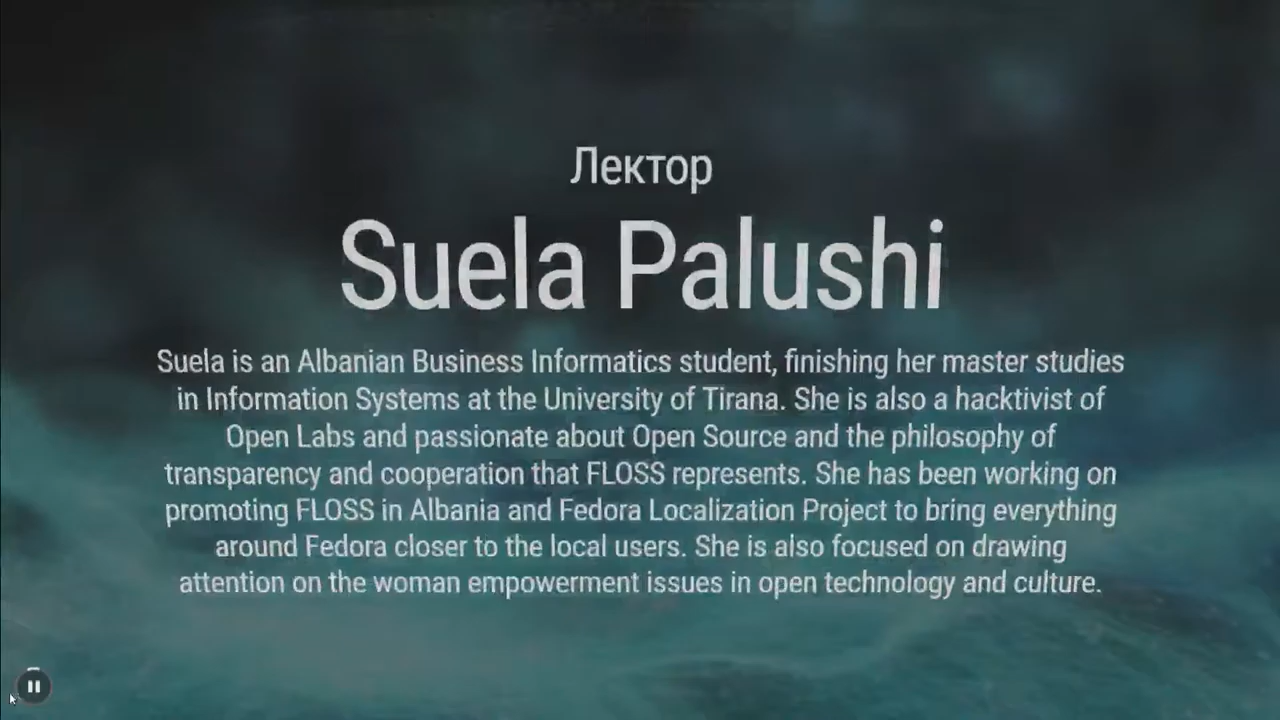 Лектор
Suela Palushi
Suela is an Albanian Business Informatics student, finishing her master studies
in Information Systems at the University of Tirana. She is also a hacktivist of
Open Labs and passionate about Open Source and the philosophy of
transparency and cooperation that FLOSS represents. She has been working on
promoting FLOSS in Albania and Fedora Localization Project to bring everything
around Fedora closer to the local users. She is also focused on drawing
attention on the woman empowerment issues in open technology and culture.